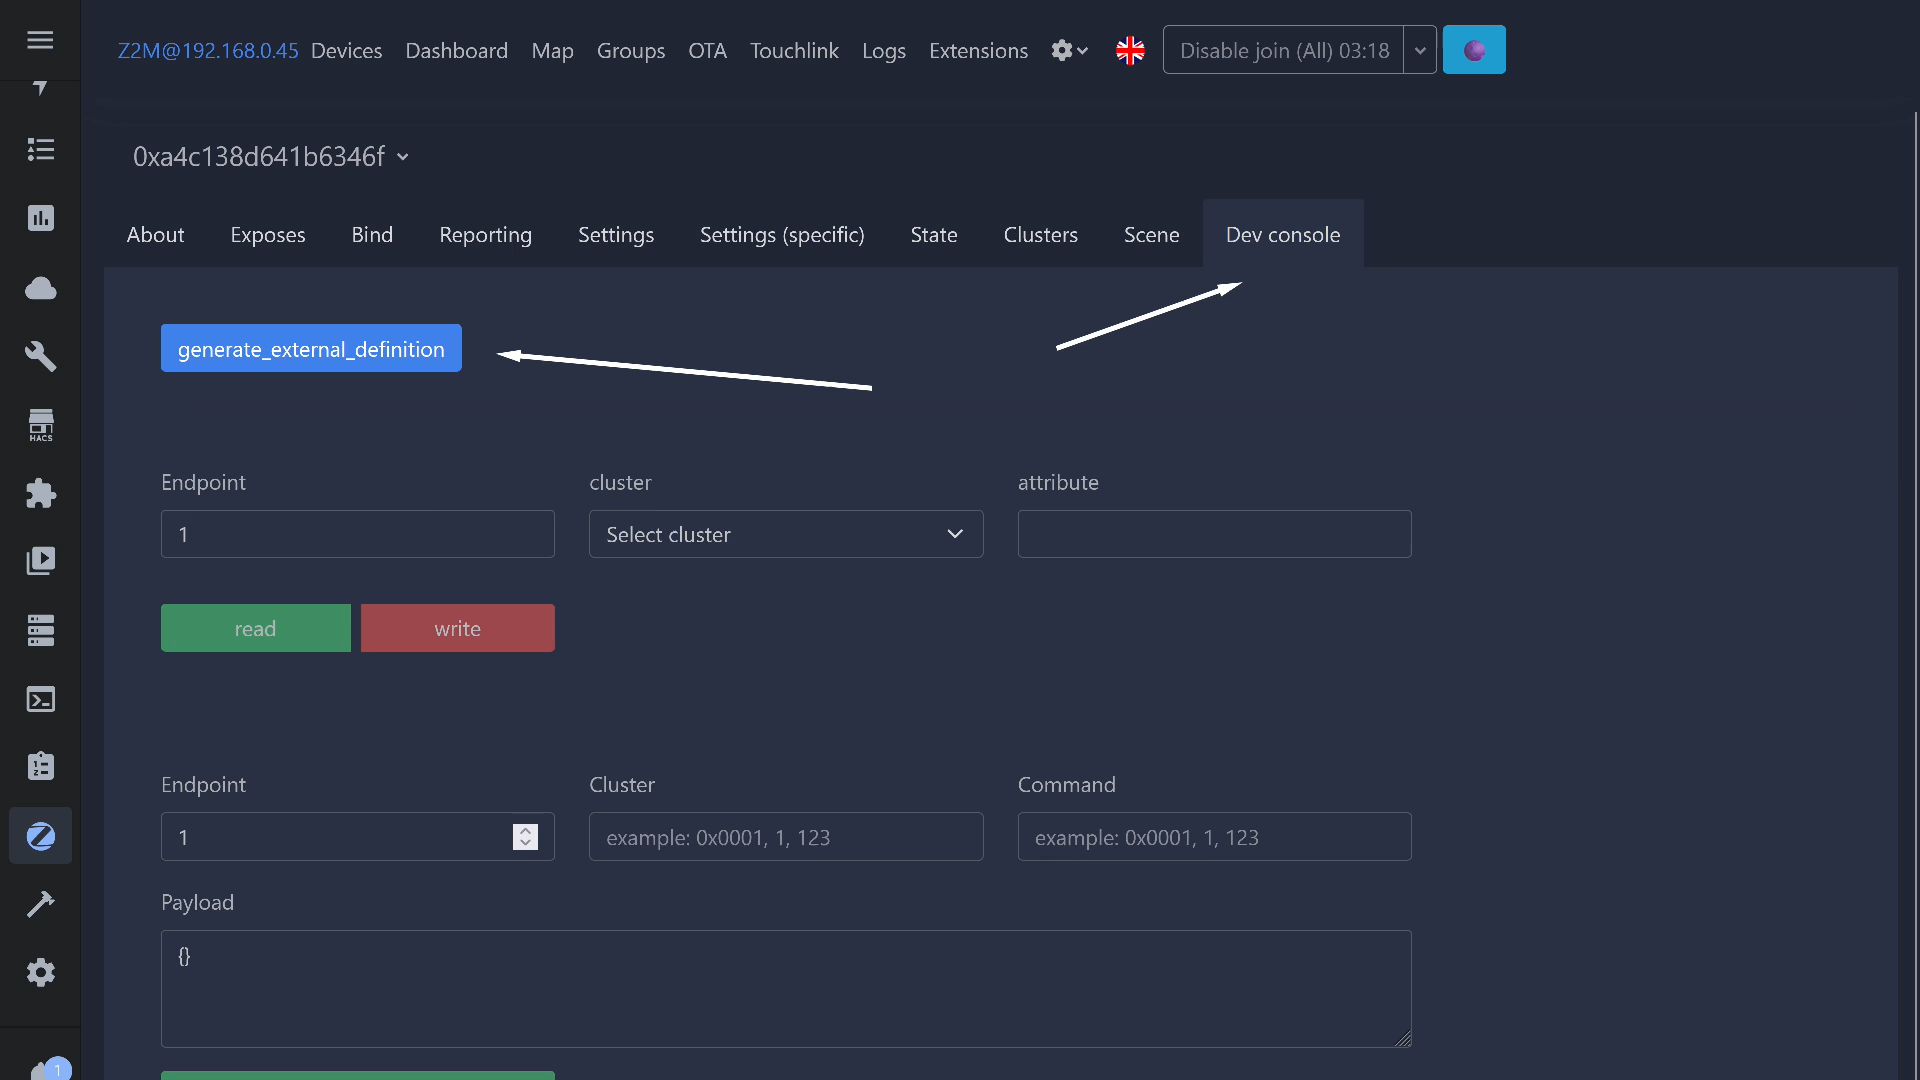 Z2M@192.168.0.45 Devices Dashboard Map Groups OTA Touchlink Logs Extensions Disable join (All) 03:18
0xa4c138d641b6346f
About Exposes Bind Reporting Settings Settings (specific) State Clusters Scene Dev console
generate_external_definition
HACS
Endpoint cluster attribute
1 Select cluster
read write
Endpoint Cluster Command
1 example: 0x0001, 1, 123 example: 0x0001, 1, 123
Payload
{}
1